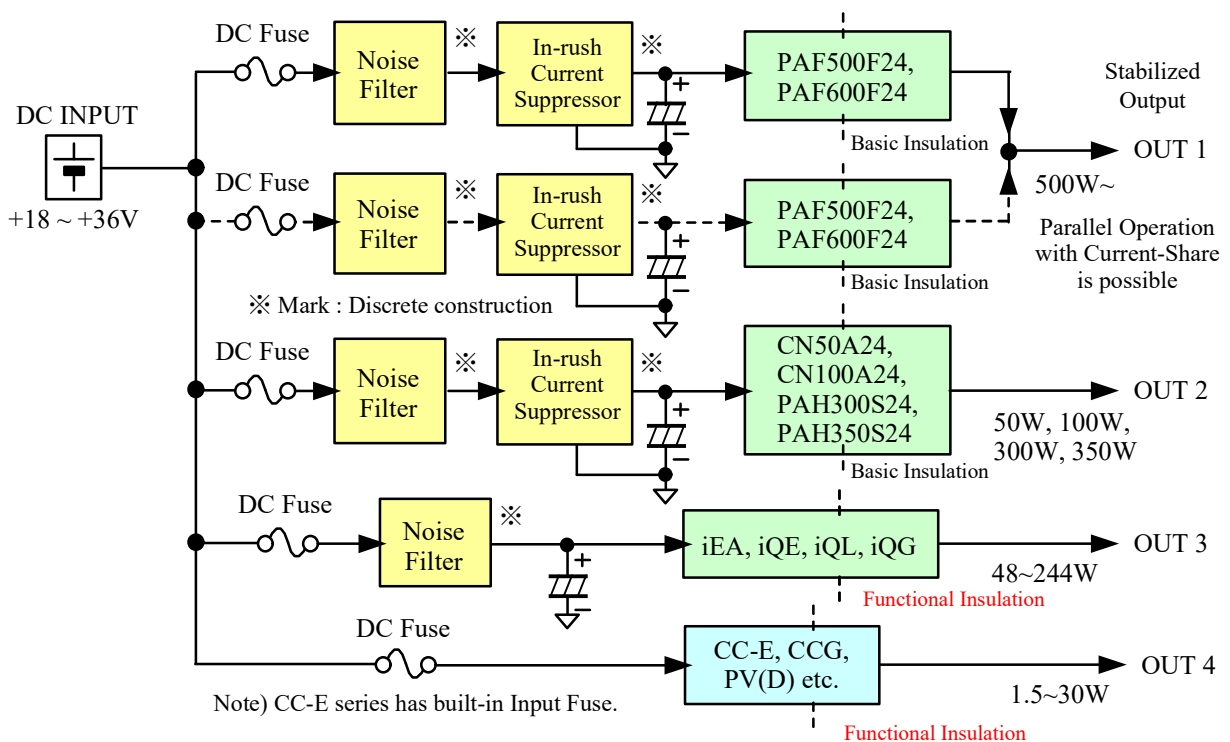 DC INPUT
+18 ~ +36V
DC Fuse
Noise
Filter
※
In-rush
Current
Suppressor
※
+
−
PAF500F24,
PAF600F24
Basic Insulation
Stabilized
Output
OUT 1
500W~
Parallel Operation
with Current-Share
is possible
DC Fuse
Noise
Filter
※
In-rush
Current
Suppressor
※
+
−
PAF500F24,
PAF600F24
Basic Insulation
※ Mark : Discrete construction
DC Fuse
Noise
Filter
※
In-rush
Current
Suppressor
※
+
−
CN50A24,
CN100A24,
PAH300S24,
PAH350S24
Basic Insulation
OUT 2
50W, 100W,
300W, 350W
DC Fuse
Noise
Filter
※
+
−
iEA, iQE, iQL, iQG
Functional Insulation
OUT 3
48~244W
DC Fuse
CC-E, CCG,
PV(D) etc.
Functional Insulation
OUT 4
1.5~30W
Note) CC-E series has built-in Input Fuse.